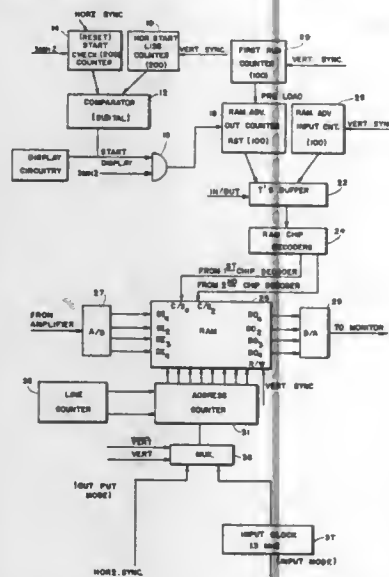 HORZ SYNC
14
(RESET)
START
CHECK (200)
COUNTER
10
HOR. START
LISS
COUNTER
(200)
VERT SYNC.
20
FIRST RUN
COUNTER
(100)
VERT SYNC.
12
COMPARATOR
(DIGITAL)
PRE LOAD
18
RAM ADV.
OUT COUNTER
RST (100)
26
RAM ADV
INPUT CNT.
(100)
VERT SYNC
DISPLAY
CIRCUITRY
START
DISPLAY
16
IN/OUT
T'S BUFFER
22
RAM CHIP
DECODERS
24
FROM 1ST CHIP DECODER
FROM 2ND CHIP DECODER
27
FROM
AMPLIFIER
A/D
C/S1
C/S2
25
RAM
DO2
DO3
DO4
R/W
29
D/A
TO MONITOR
VERT SYNC
LINE
COUNTER
ADDRESS
COUNTER
31
VERT
VERT
MUX.
30
(OUT PUT
MODE)
HORZ. SYNC.
INPUT CLOCK
13 MHZ
37
(INPUT MODE)